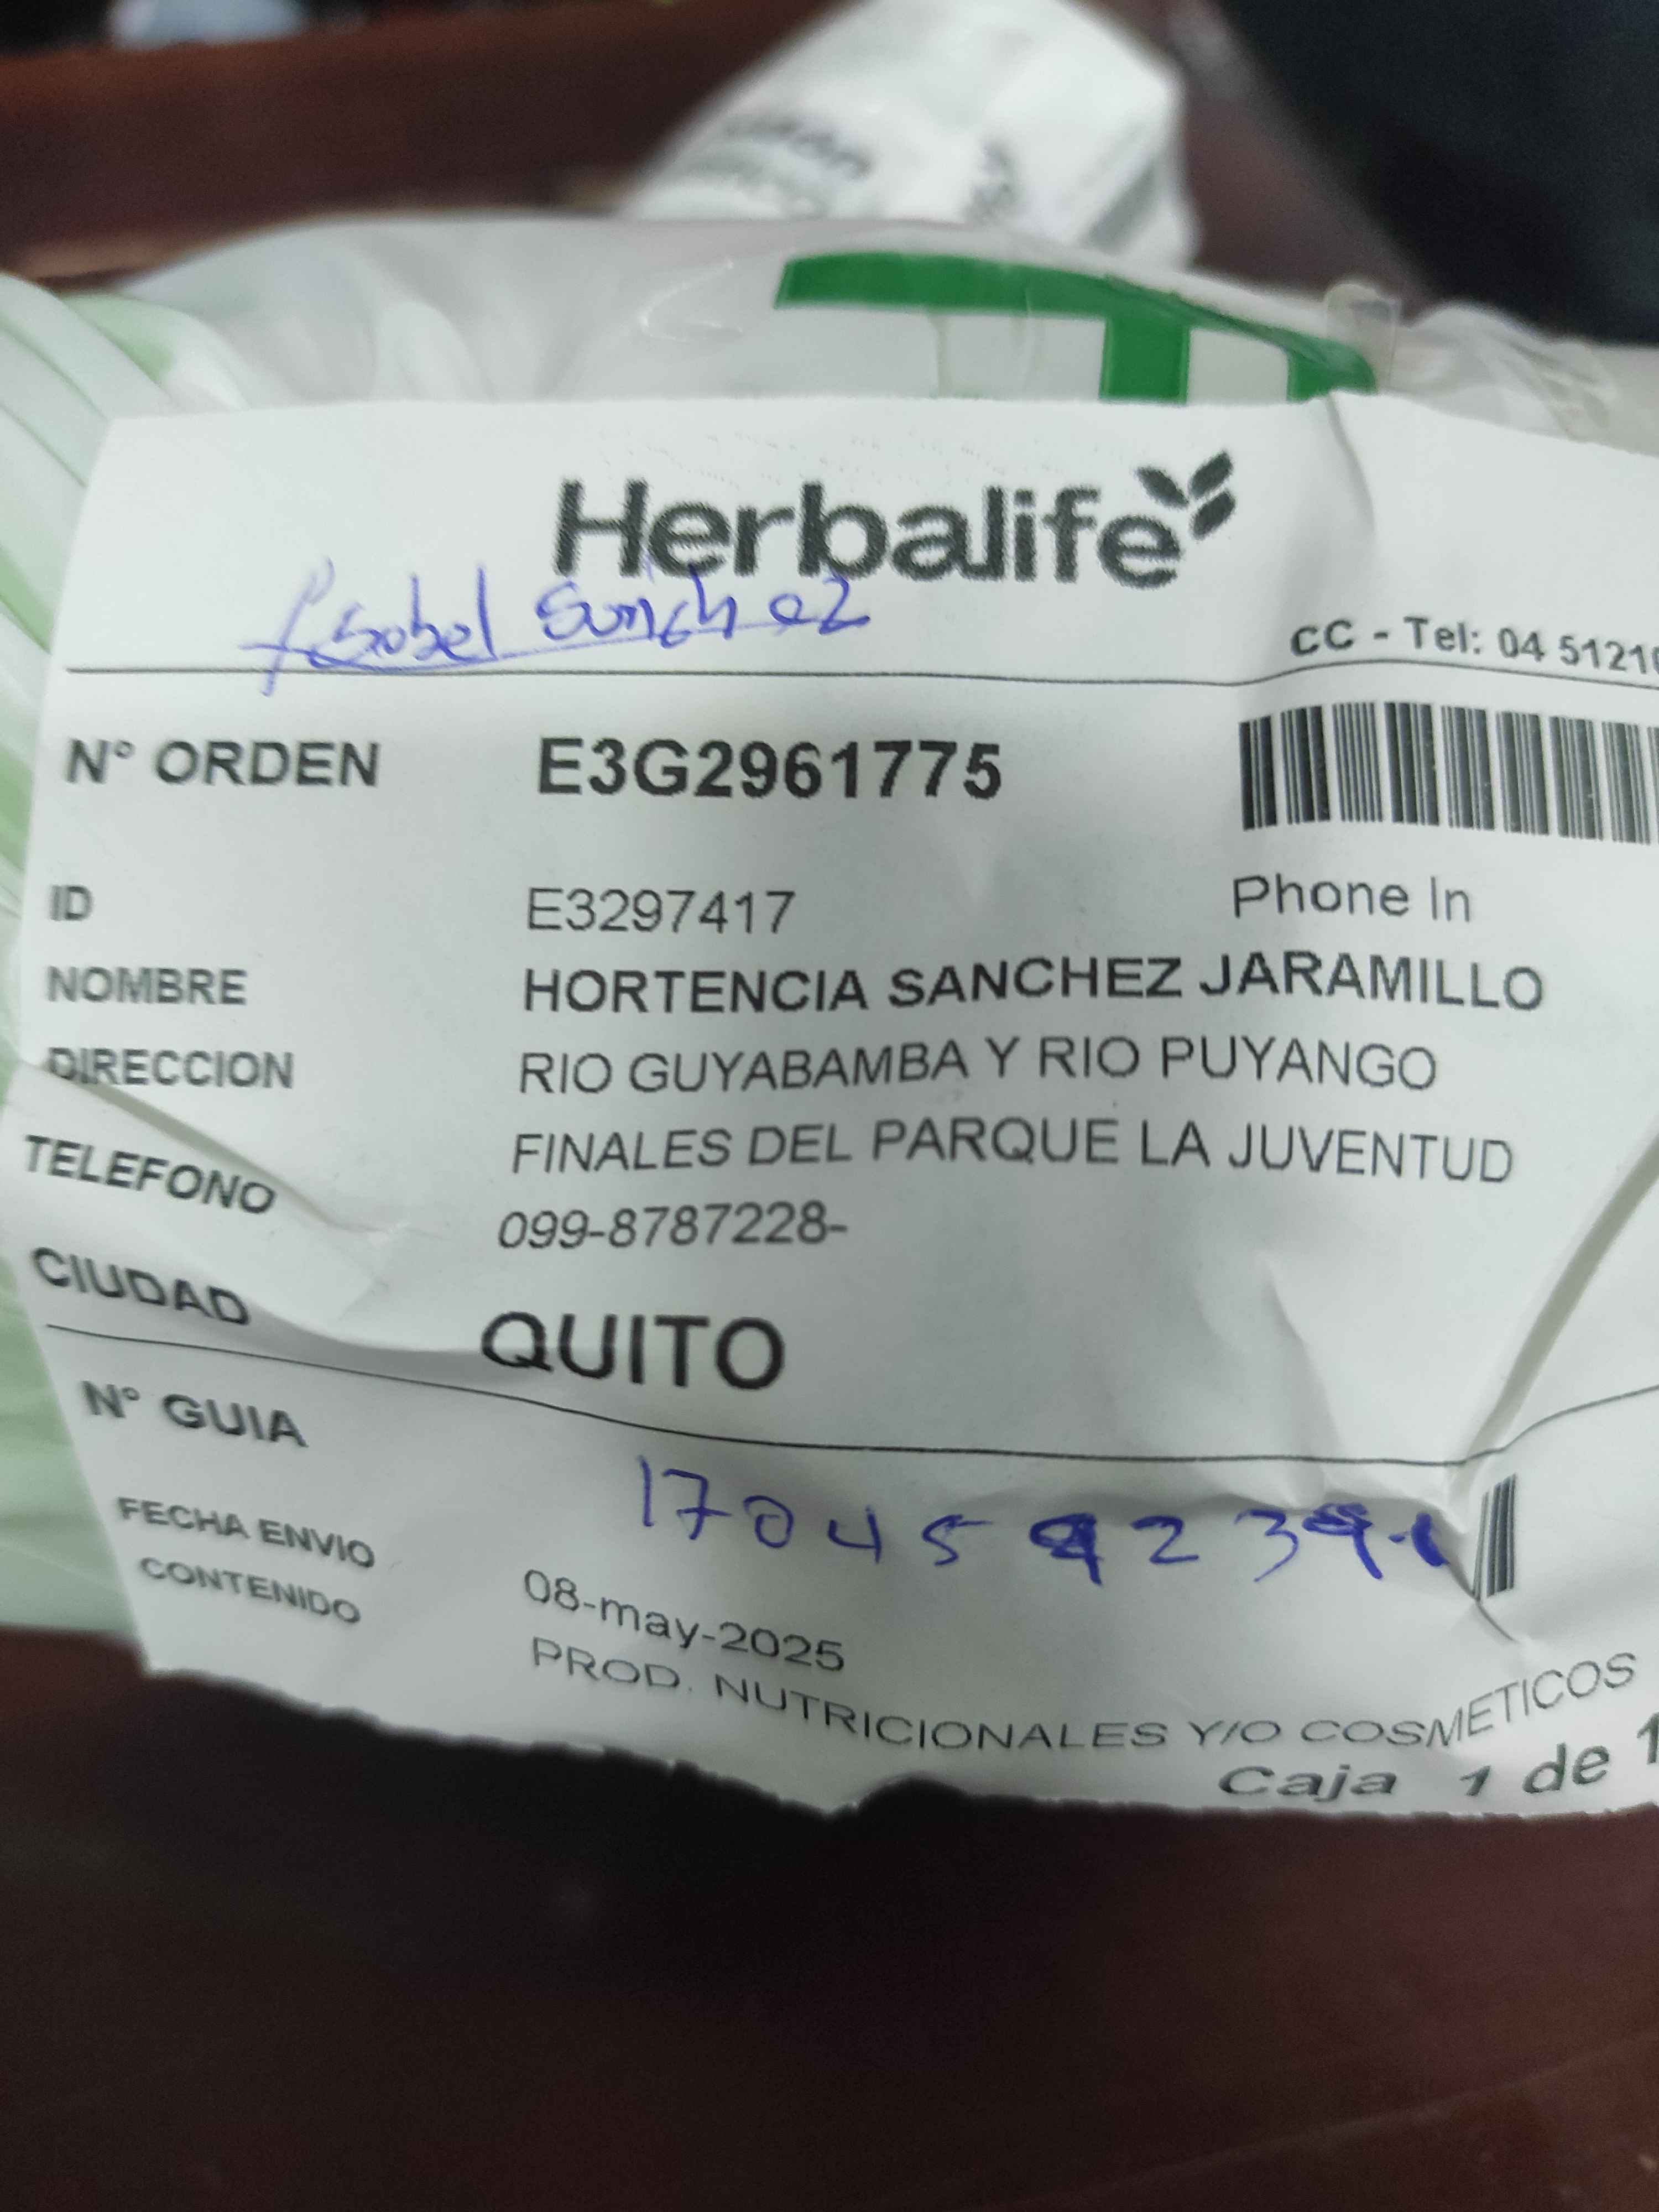 Herbalife
Isabel Sanchez
CC - Tel: 04 5121
N° ORDEN E3G2961775
ID E3297417 Phone In
NOMBRE HORTENCIA SANCHEZ JARAMILLO
DIRECCION RIO GUYABAMBA Y RIO PUYANGO
FINALES DEL PARQUE LA JUVENTUD
TELEFONO 099-8787228-
CIUDAD QUITO
N° GUIA
FECHA ENVIO 08-may-2025
CONTENIDO PROD. NUTRICIONALES Y/O COSMETICOS
Caja 1 de 1